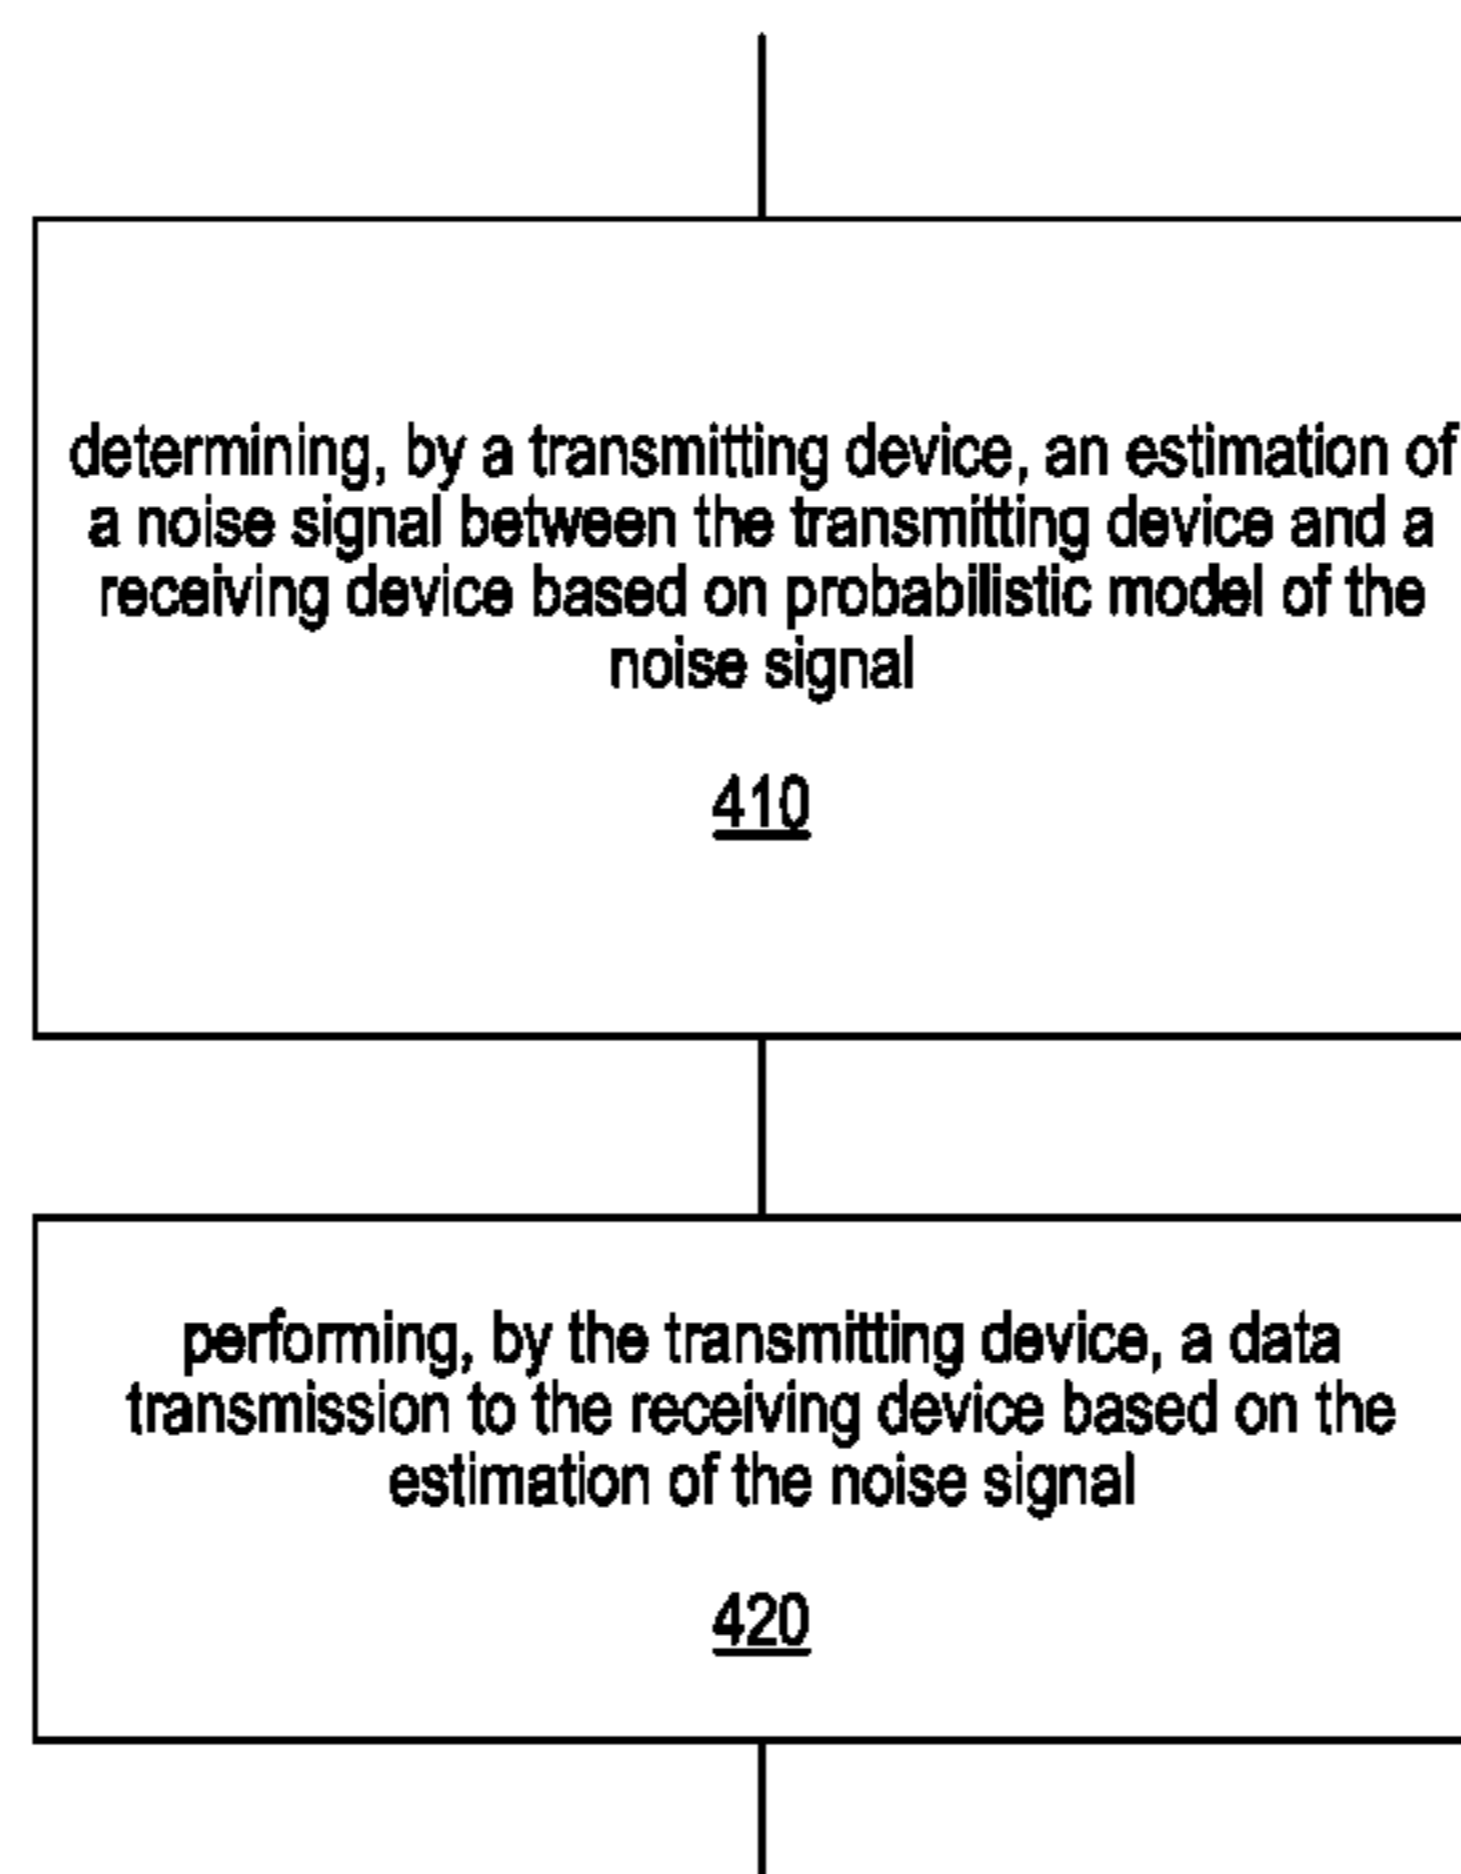 determining, by a transmitting device, an estimation of
a noise signal between the transmitting device and a
receiving device based on probabilistic model of the
noise signal
410
performing, by the transmitting device, a data
transmission to the receiving device based on the
estimation of the noise signal
420